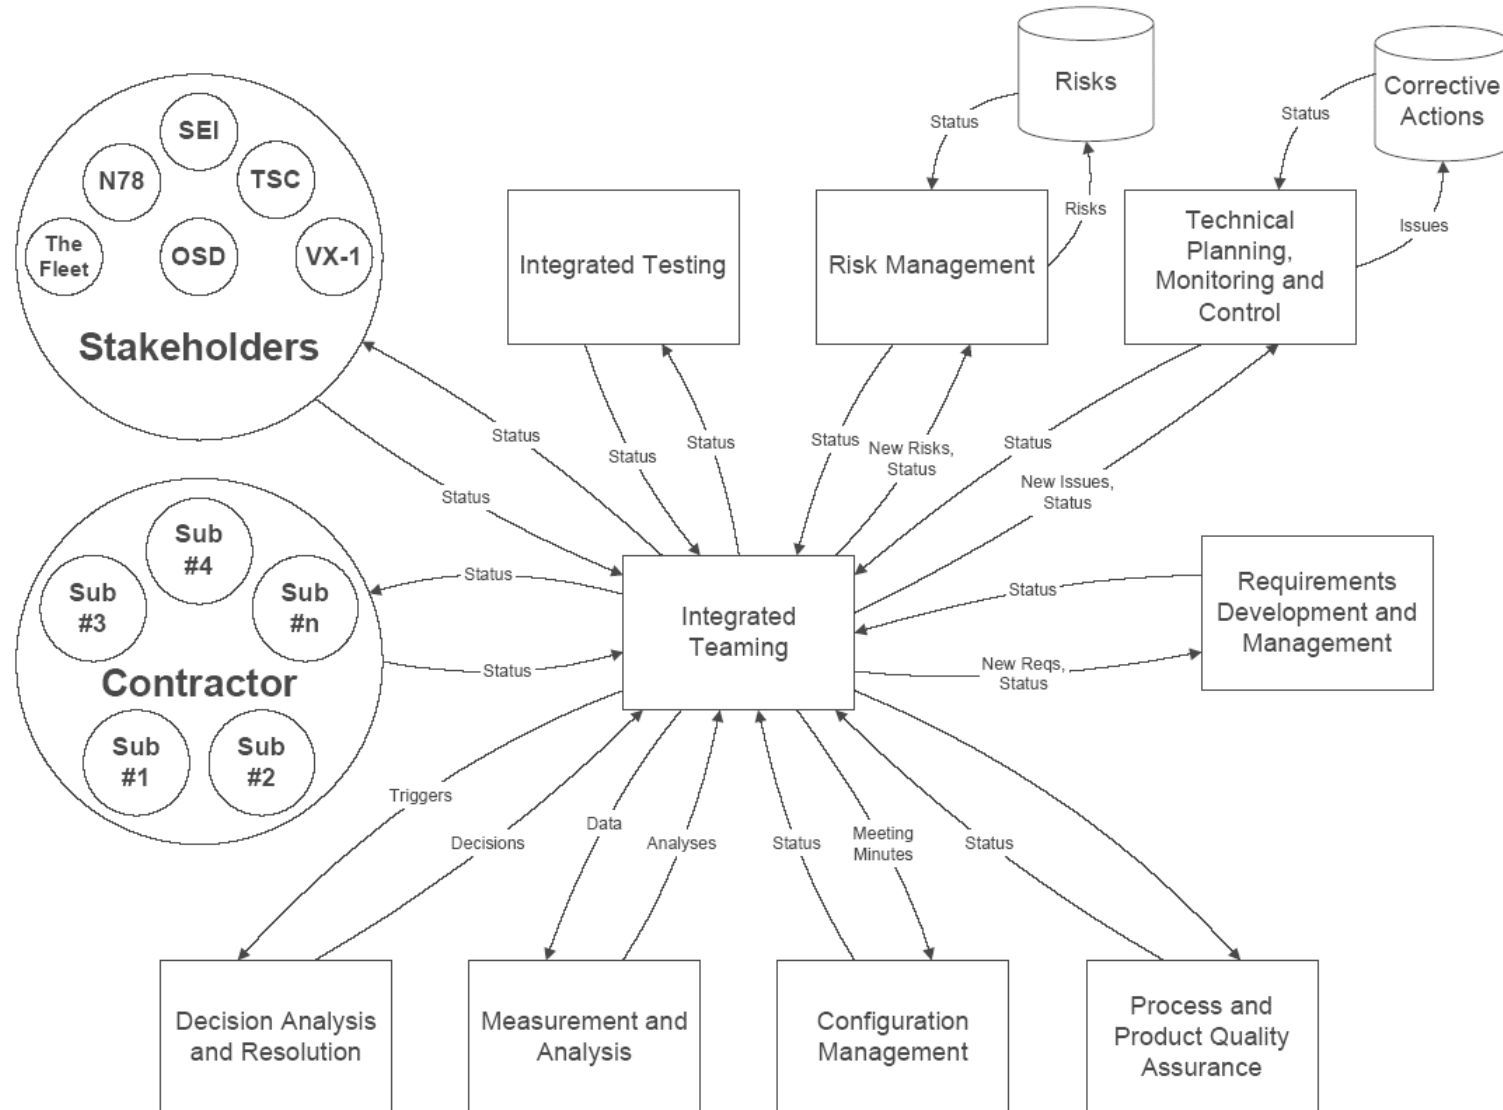 Risks
Corrective
Actions
SEI
N78
TSC
The
Fleet
OSD
VX-1
Stakeholders
Status
Status
Risks
Issues
Integrated Testing
Risk Management
Technical
Planning,
Monitoring and
Control
Status
Status
Status
Status
Status
New Risks,
Status
Status
New Issues,
Status
Sub
#4
Sub
#3
Sub
#n
Contractor
Sub
#1
Sub
#2
Status
Status
Integrated
Teaming
Status
New Reqs,
Status
Requirements
Development and
Management
Triggers
Decisions
Data
Analyses
Status
Meeting
Minutes
Status
Decision Analysis
and Resolution
Measurement and
Analysis
Configuration
Management
Process and
Product Quality
Assurance